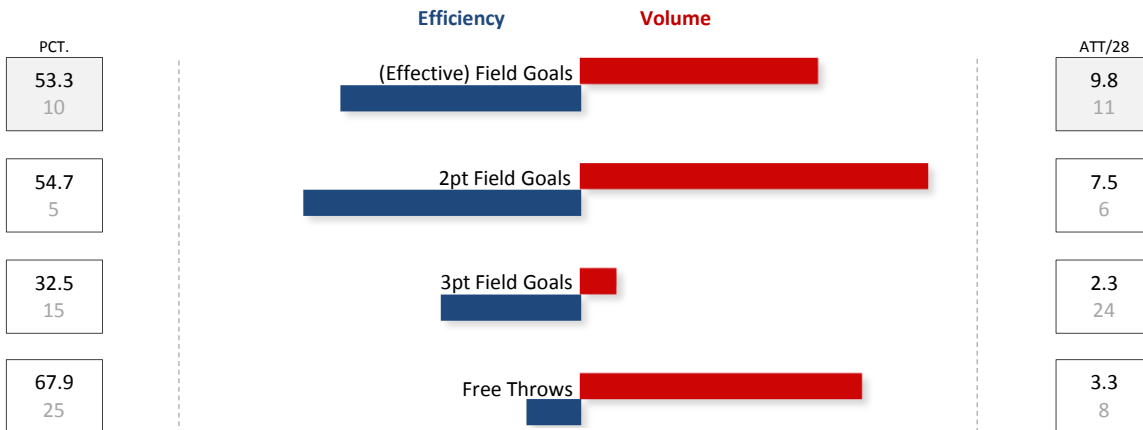 Efficiency Volume
PCT. ATT/28
(Effective) Field Goals
53.3 9.8
10 11
2pt Field Goals
54.7 7.5
5 6
3pt Field Goals
32.5 2.3
15 24
Free Throws
67.9 3.3
25 8